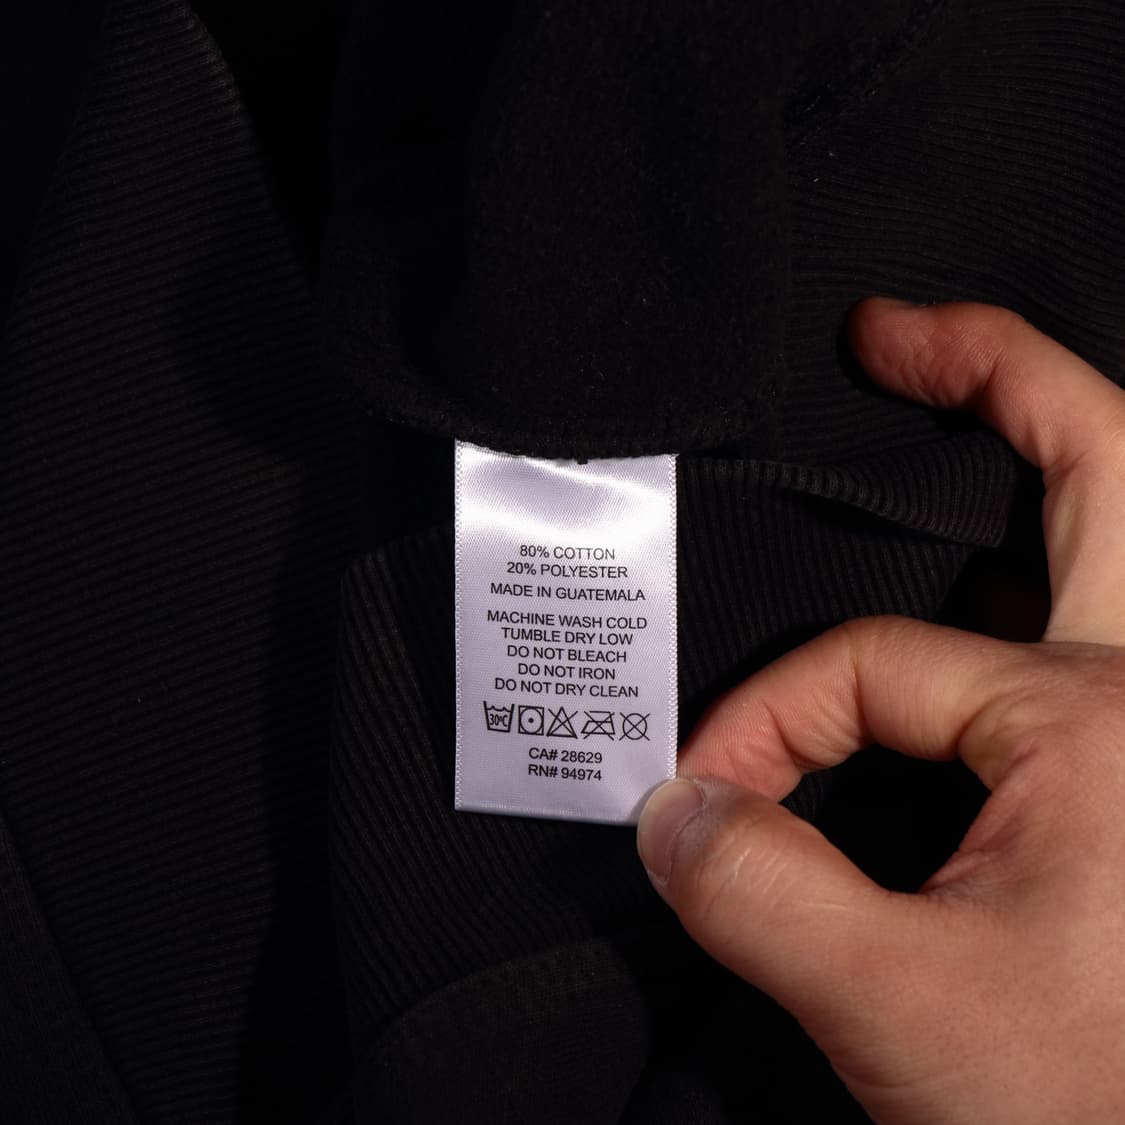 80% COTTON
20% POLYESTER
MADE IN GUATEMALA
MACHINE WASH COLD
TUMBLE DRY LOW
DO NOT BLEACH
DO NOT IRON
DO NOT DRY CLEAN
30°C
CA# 28629
RN# 94974